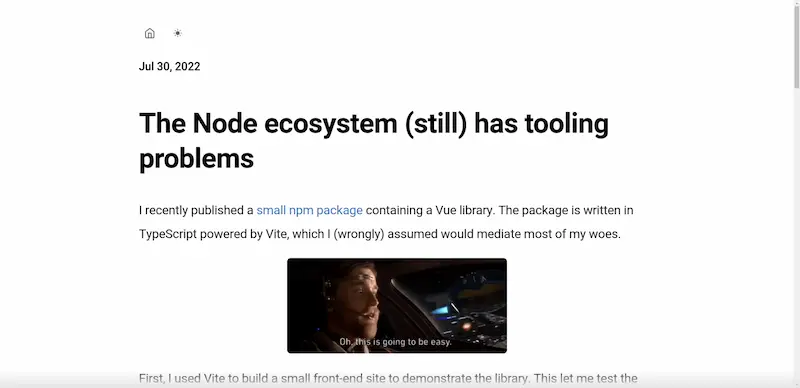 Jul 30, 2022
The Node ecosystem (still) has tooling
problems
I recently published a small npm package containing a Vue library. The package is written in
TypeScript powered by Vite, which I (wrongly) assumed would mediate most of my woes.
Oh, this is going to be easy.
First, I used Vite to build a small front-end site to demonstrate the library. This let me test the